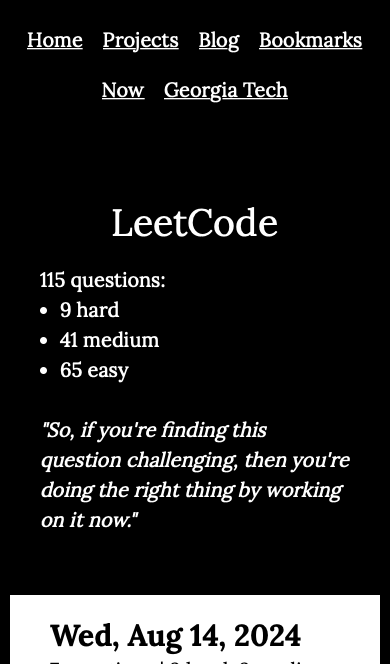 Home Projects Blog Bookmarks
Now Georgia Tech
LeetCode
115 questions:
• 9 hard
• 41 medium
• 65 easy
"So, if you're finding this
question challenging, then you're
doing the right thing by working
on it now."
Wed, Aug 14, 2024